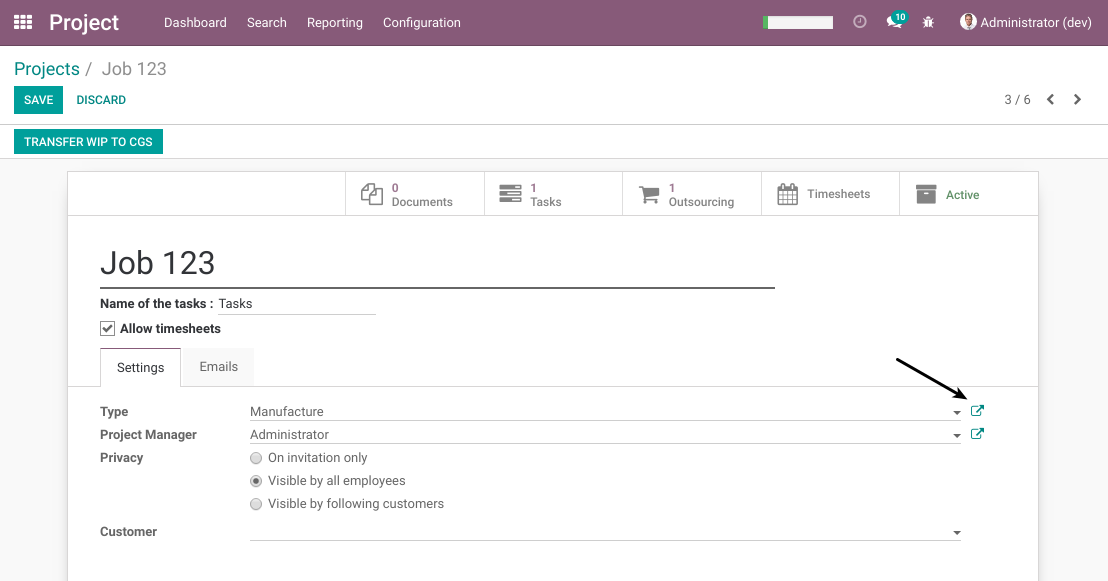 Project Dashboard Search Reporting Configuration 10 Administrator (dev)
Projects / Job 123
SAVE DISCARD 3 / 6
TRANSFER WIP TO CGS
0 Documents 1 Tasks 1 Outsourcing Timesheets Active
Job 123
Name of the tasks : Tasks
Allow timesheets
Settings Emails
Type Manufacture
Project Manager Administrator
Privacy On invitation only
Visible by all employees
Visible by following customers
Customer